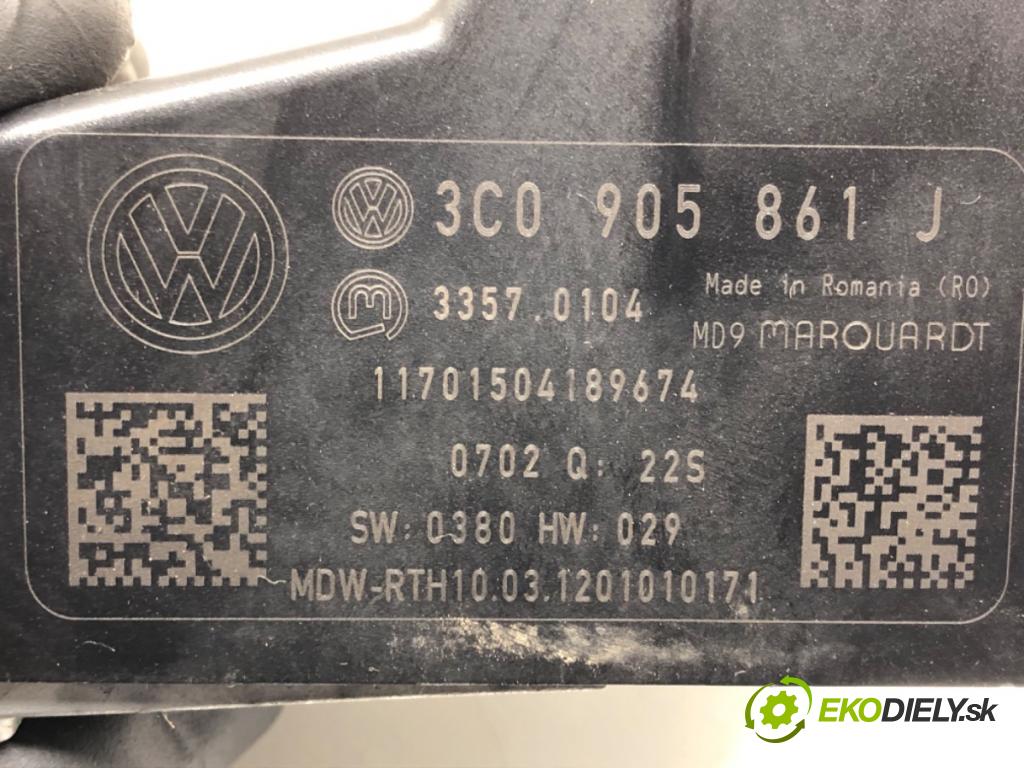 3C0 905 861 J
3357.0104
Made in Romania (RO)
MD9 MARQUARDT
11701504189674
0702 Q: 22S
SW: 0380 HW: 029
MDW-RTH10.03.1201010171
EKODIELY.sk